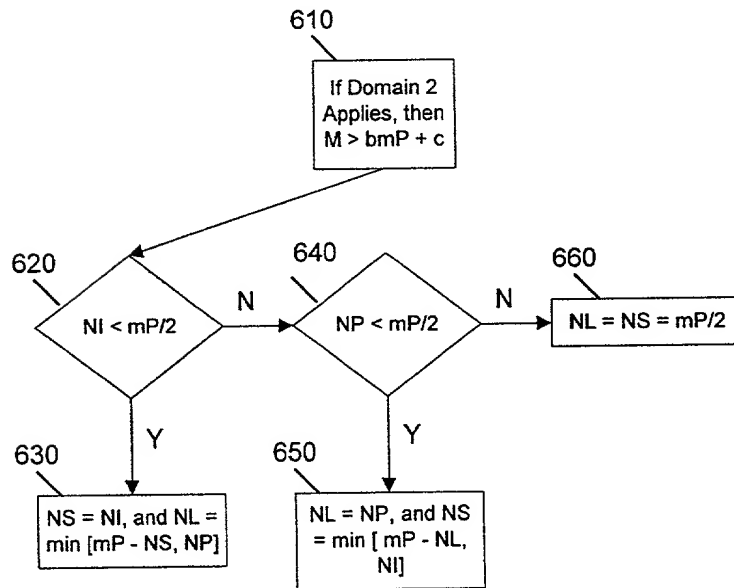 610
If Domain 2
Applies, then
M > bmP + c
620
NI < mP/2
N
640
NP < mP/2
N
660
NL = NS = mP/2
Y
630
NS = NI, and NL =
min [mP - NS, NP]
Y
650
NL = NP, and NS
= min [ mP - NL,
NI]